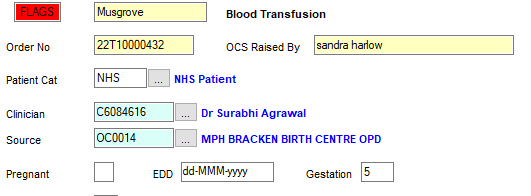 FLAGS Musgrove Blood Transfusion
Order No 22T10000432 OCS Raised By sandra harlow
Patient Cat NHS ... NHS Patient
Clinician C6084616 ... Dr Surabhi Agrawal
Source OC0014 ... MPH BRACKEN BIRTH CENTRE OPD
Pregnant EDD dd-MMM-yyyy Gestation 5